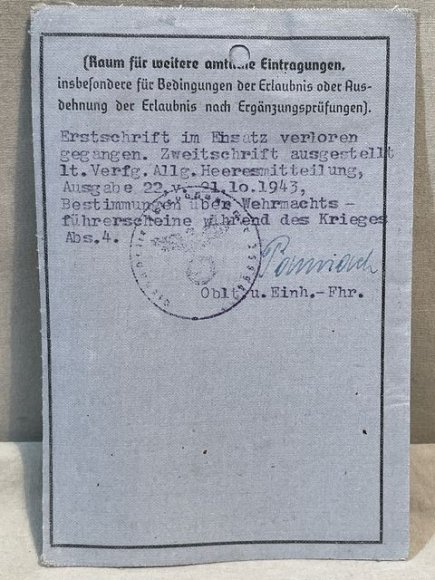 (Raum für weitere amtliche Eintragungen,
insbesondere für Bedingungen der Erlaubnis oder Aus-
dehnung der Erlaubnis nach Ergänzungsprüfungen).
Erstschrift im Einsatz verloren
gegangen. Zweitschrift ausgestellt
lt. Verfg. Allg. Heeresmitteilung,
Ausgabe 22 v. 21.10.1943,
Bestimmungen über Wehrmachts-
führerscheine während des Krieges
Abs.4.
Oblt.u. Einh.-Fhr.